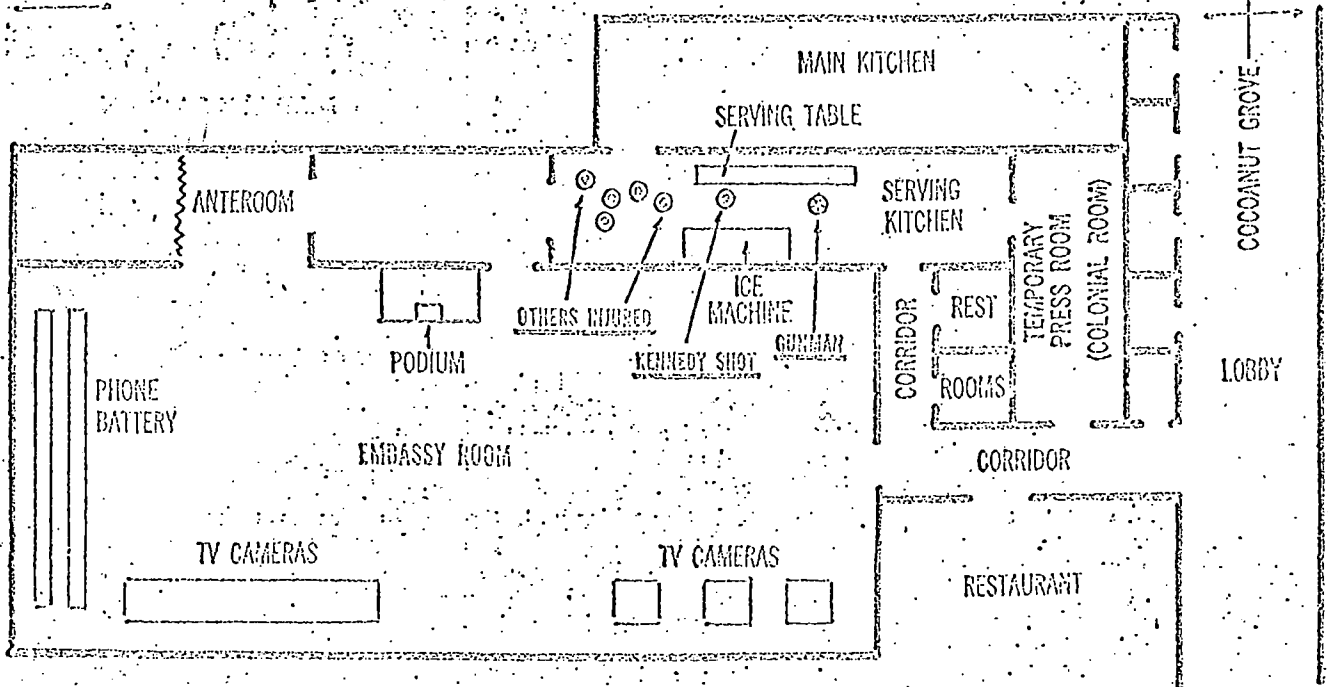 MAIN KITCHEN
SERVING TABLE
COCOANUT GROVE
ANTEROOM
SERVING
KITCHEN
TEMPORARY
PRESS ROOM
(COLONIAL ROOM)
OTHERS INJURED
ICE
MACHINE
KENNEDY SHOT
GUNMAN
CORRIDOR
REST
ROOMS
PODIUM
LOBBY
PHONE
BATTERY
EMBASSY ROOM
CORRIDOR
TV CAMERAS
TV CAMERAS
RESTAURANT